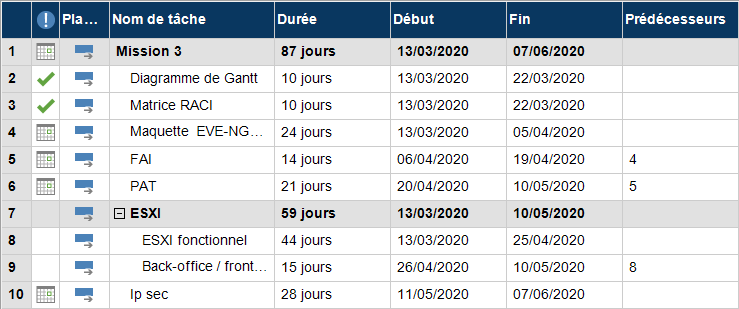 Pla... Nom de tâche Durée Début Fin Prédécesseurs
1 Mission 3 87 jours 13/03/2020 07/06/2020
2 Diagramme de Gantt 10 jours 13/03/2020 22/03/2020
3 Matrice RACI 10 jours 13/03/2020 22/03/2020
4 Maquette EVE-NG... 24 jours 13/03/2020 05/04/2020
5 FAI 14 jours 06/04/2020 19/04/2020 4
6 PAT 21 jours 20/04/2020 10/05/2020 5
7 ESXI 59 jours 13/03/2020 10/05/2020
8 ESXI fonctionnel 44 jours 13/03/2020 25/04/2020
9 Back-office / front... 15 jours 26/04/2020 10/05/2020 8
10 Ip sec 28 jours 11/05/2020 07/06/2020